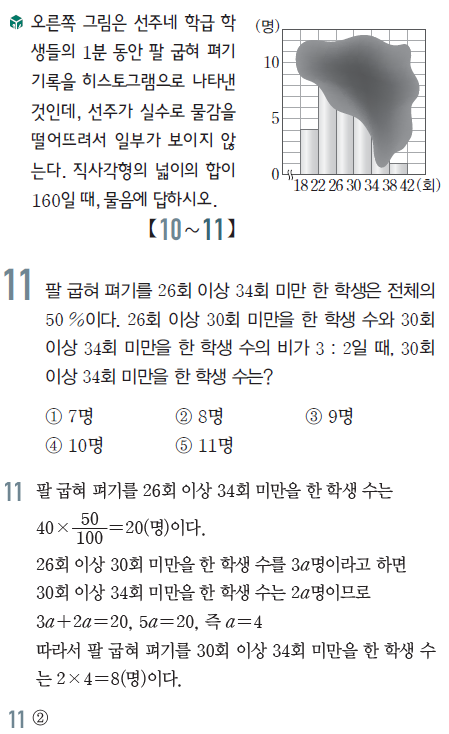 오른쪽 그림은 선주네 학급 학
생들의 1분 동안 팔 굽혀 펴기
기록을 히스토그램으로 나타낸
것인데, 선주가 실수로 물감을
떨어뜨려서 일부가 보이지 않
는다. 직사각형의 넓이의 합이
160일 때, 물음에 답하시오.
【10~11】
(명)
10
5
0
18 22 26 30 34 38 42 (회)
11 팔 굽혀 펴기를 26회 이상 34회 미만 한 학생은 전체의
50 %이다. 26회 이상 30회 미만을 한 학생 수와 30회
이상 34회 미만을 한 학생 수의 비가 3 : 2일 때, 30회
이상 34회 미만을 한 학생 수는?
① 7명 ② 8명 ③ 9명
④ 10명 ⑤ 11명
11 팔 굽혀 펴기를 26회 이상 34회 미만을 한 학생 수는
40×50/100=20(명)이다.
26회 이상 30회 미만을 한 학생 수를 3a명이라고 하면
30회 이상 34회 미만을 한 학생 수는 2a명이므로
3a+2a=20, 5a=20, 즉 a=4
따라서 팔 굽혀 펴기를 30회 이상 34회 미만을 한 학생 수
는 2×4=8(명)이다.
11 ②